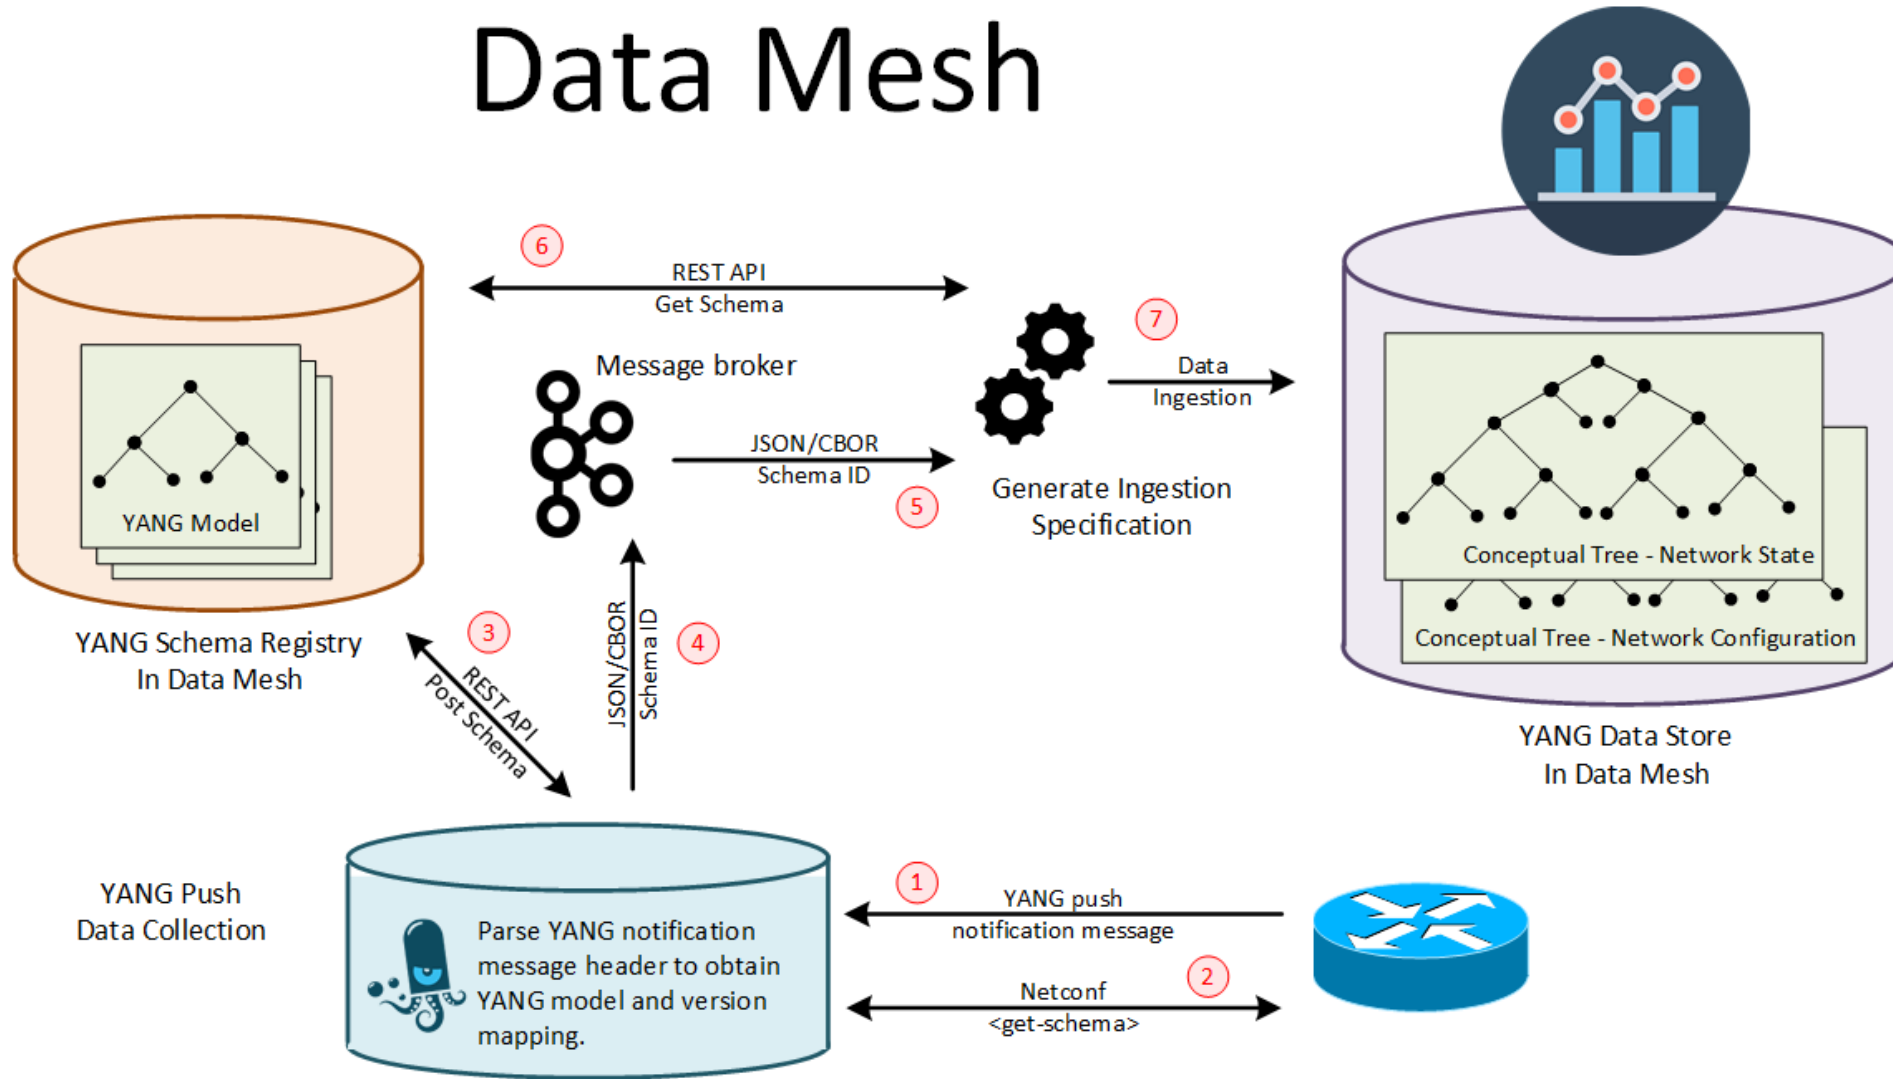 Data Mesh
6
REST API
Get Schema
7
Data
Ingestion
Message broker
JSON/CBOR
Schema ID
5
Generate Ingestion
Specification
YANG Model
Conceptual Tree - Network State
Conceptual Tree - Network Configuration
YANG Schema Registry
In Data Mesh
3
REST API
Post Schema
JSON/CBOR
Schema ID
4
YANG Data Store
In Data Mesh
YANG Push
Data Collection
Parse YANG notification
message header to obtain
YANG model and version
mapping.
1
YANG push
notification message
2
Netconf
<get-schema>